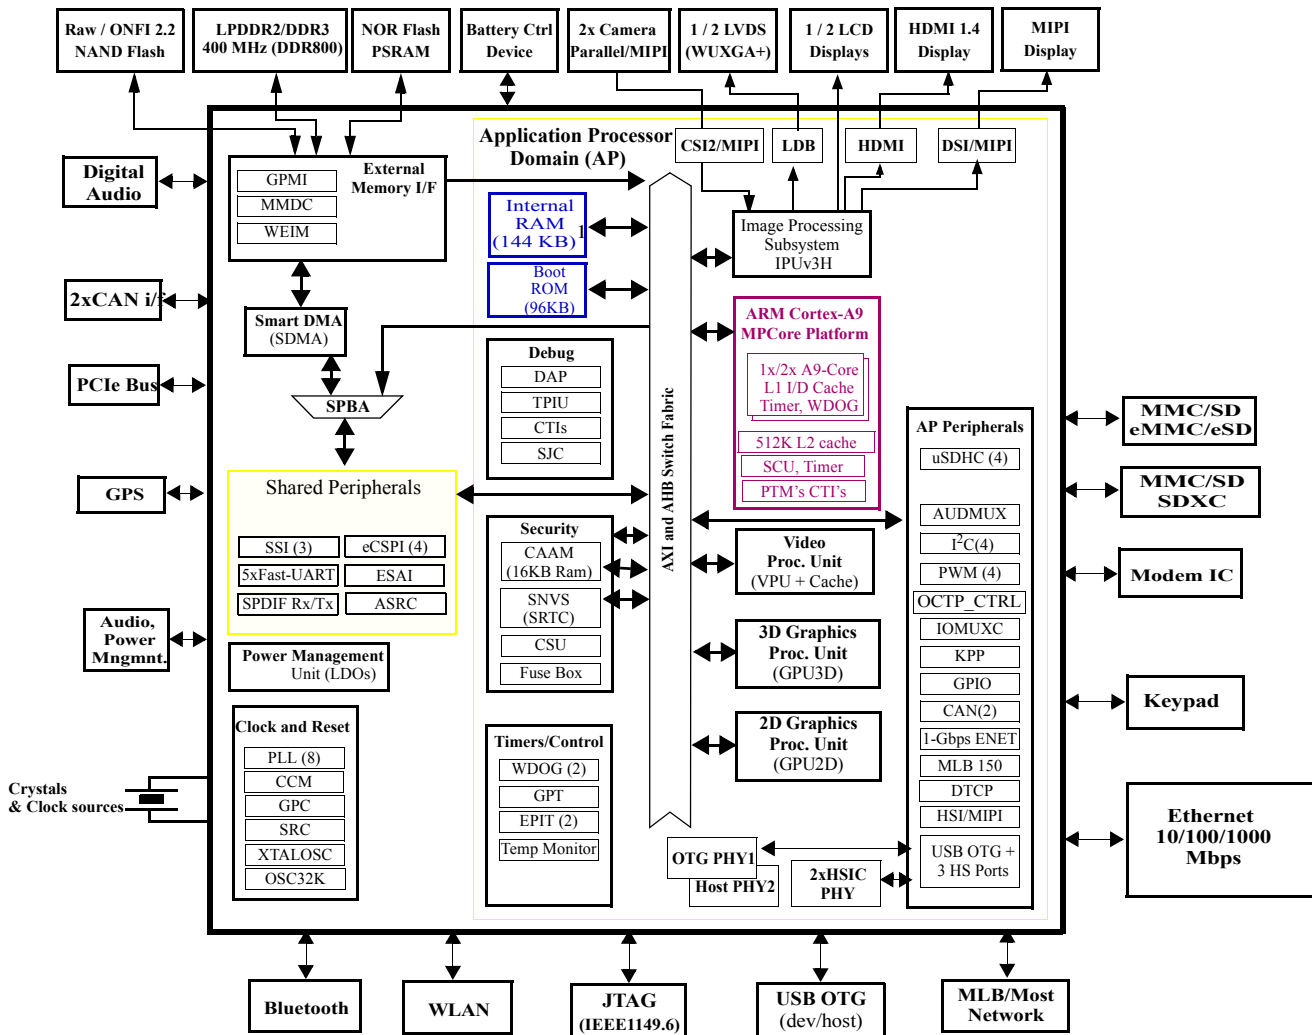 Raw / ONFI 2.2
NAND Flash
LPDDR2/DDR3
400 MHz (DDR800)
NOR Flash
PSRAM
Battery Ctrl
Device
2x Camera
Parallel/MIPI
1 / 2 LVDS
(WUXGA+)
1 / 2 LCD
Displays
HDMI 1.4
Display
MIPI
Display
Digital
Audio
2xCAN i/f
PCIe Bus
GPS
Audio,
Power
Mngmnt.
Crystals
& Clock sources
External
Memory I/F
GPMI
MMDC
WEIM
Smart DMA
(SDMA)
SPBA
Shared Peripherals
SSI (3)
eCSPI (4)
5xFast-UART
ESAI
SPDIF Rx/Tx
ASRC
Power Management
Unit (LDOs)
Clock and Reset
PLL (8)
CCM
GPC
SRC
XTALOSC
OSC32K
Application Processor
Domain (AP)
Internal
RAM
(144 KB) 1
Boot
ROM
(96KB)
Debug
DAP
TPIU
CTIs
SJC
Security
CAAM
(16KB Ram)
SNVS
(SRTC)
CSU
Fuse Box
Timers/Control
WDOG (2)
GPT
EPIT (2)
Temp Monitor
AXI and AHB Switch Fabric
CSI2/MIPI
LDB
HDMI
DSI/MIPI
Image Processing
Subsystem
IPUv3H
ARM Cortex-A9
MPCore Platform
1x/2x A9-Core
L1 I/D Cache
Timer, WDOG
512K L2 cache
SCU, Timer
PTM's CTI's
Video
Proc. Unit
(VPU + Cache)
3D Graphics
Proc. Unit
(GPU3D)
2D Graphics
Proc. Unit
(GPU2D)
OTG PHY1
Host PHY2
2xHSIC
PHY
AP Peripherals
uSDHC (4)
AUDMUX
I2C(4)
PWM (4)
OCTP_CTRL
IOMUXC
KPP
GPIO
CAN(2)
1-Gbps ENET
MLB 150
DTCP
HSI/MIPI
USB OTG +
3 HS Ports
MMC/SD
eMMC/eSD
MMC/SD
SDXC
Modem IC
Keypad
Ethernet
10/100/1000
Mbps
Bluetooth
WLAN
JTAG
(IEEE1149.6)
USB OTG
(dev/host)
MLB/Most
Network